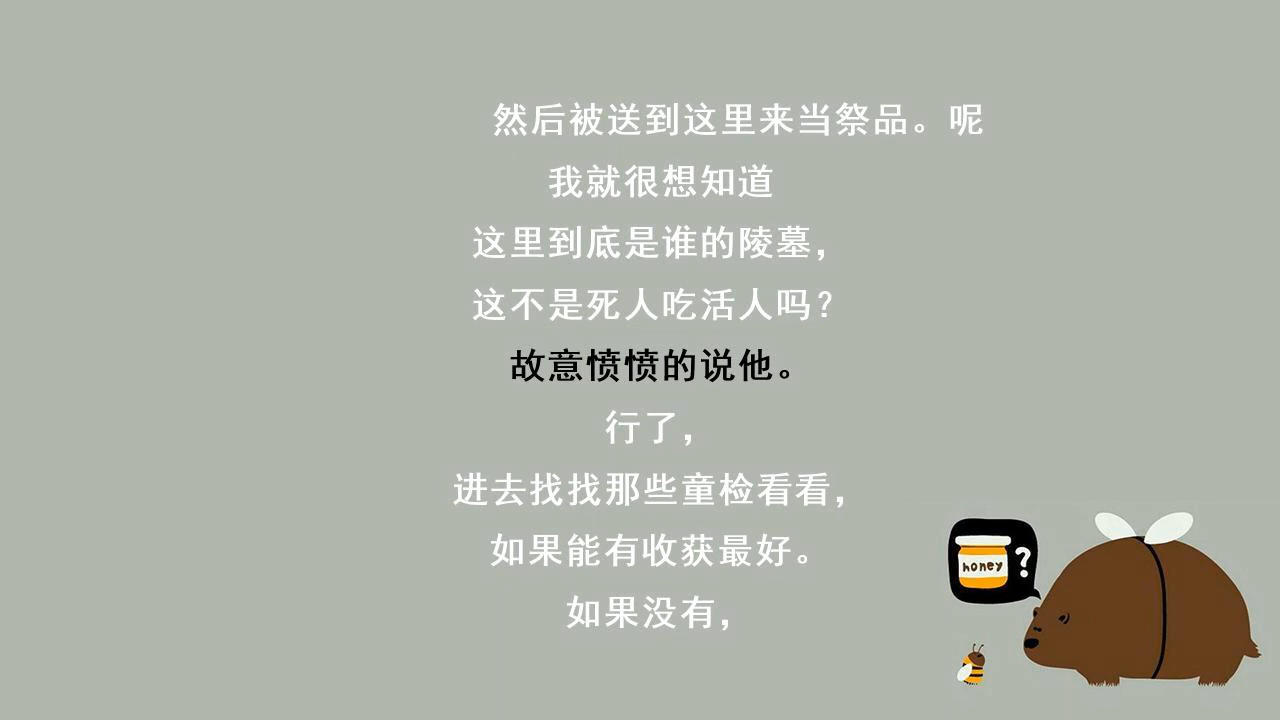 然后被送到这里来当祭品。呢
我就很想知道
这里到底是谁的陵墓，
这不是死人吃活人吗？
故意愤愤的说他。
行了，
进去找找那些童检看看，
如果能有收获最好。
如果没有，
honey
?